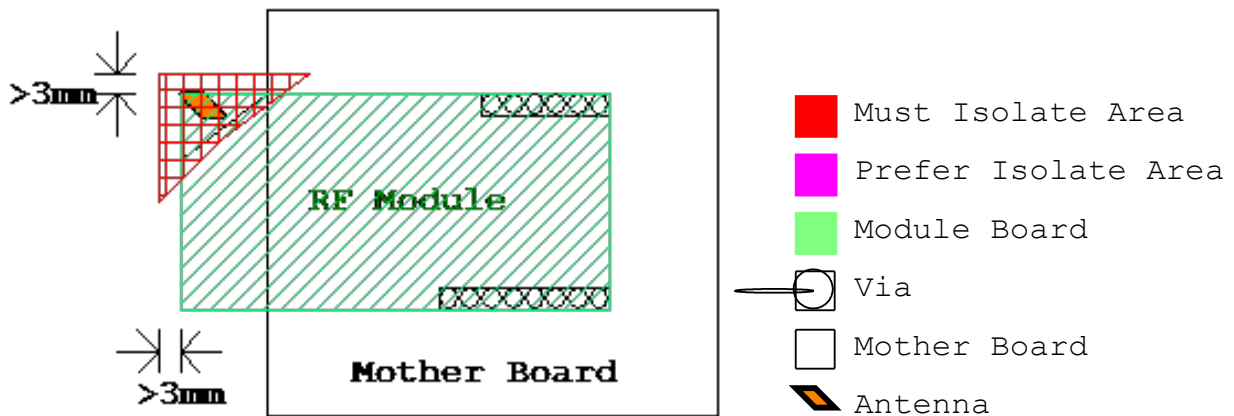 >3mm
RF Module
Mother Board
>3mm
Must Isolate Area
Prefer Isolate Area
Module Board
Via
Mother Board
Antenna